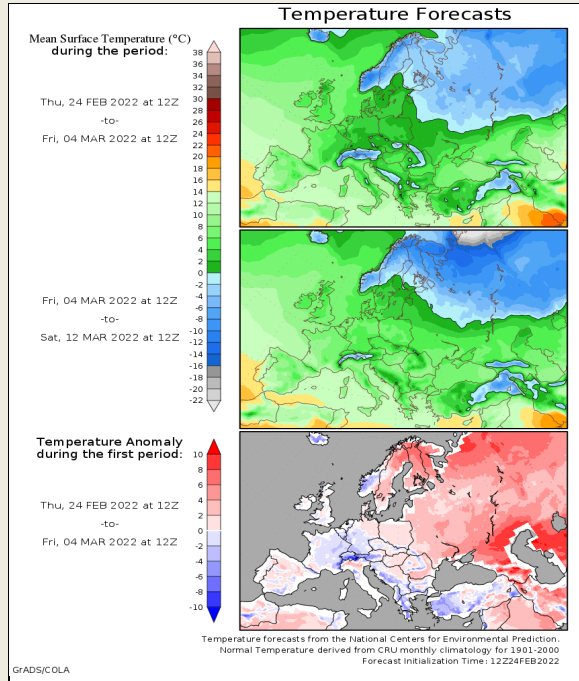 Temperature Forecasts
Mean Surface Temperature (°C)
during the period:
Thu, 24 FEB 2022 at 12Z
-to-
Fri, 04 MAR 2022 at 12Z
38
36
34
32
30
28
26
24
22
20
18
16
14
12
10
8
6
4
2
0
-2
-4
-6
-8
-10
-12
-14
-16
-18
-20
-22
Fri, 04 MAR 2022 at 12Z
-to-
Sat, 12 MAR 2022 at 12Z
Temperature Anomaly
during the first period:
Thu, 24 FEB 2022 at 12Z
-to-
Fri, 04 MAR 2022 at 12Z
10
8
6
4
2
0
-2
-4
-6
-8
-10
Temperature forecasts from the National Centers for Environmental Prediction.
Normal Temperature derived from CRU monthly climatology for 1901-2000
Forecast Initialization Time: 12Z24FEB2022
GrADS/COLA